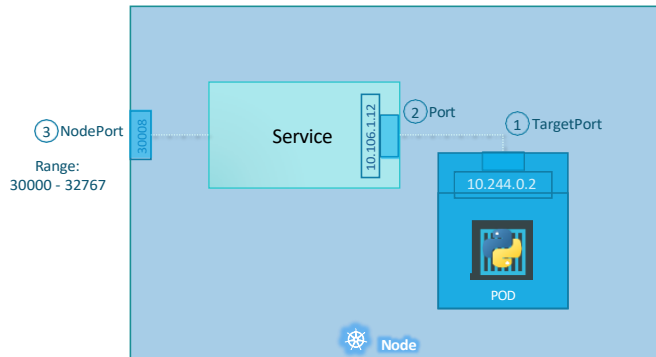 3 NodePort
Range:
30000 - 32767
30008
Service
10.106.1.12
2 Port
1 TargetPort
10.244.0.2
POD
Node